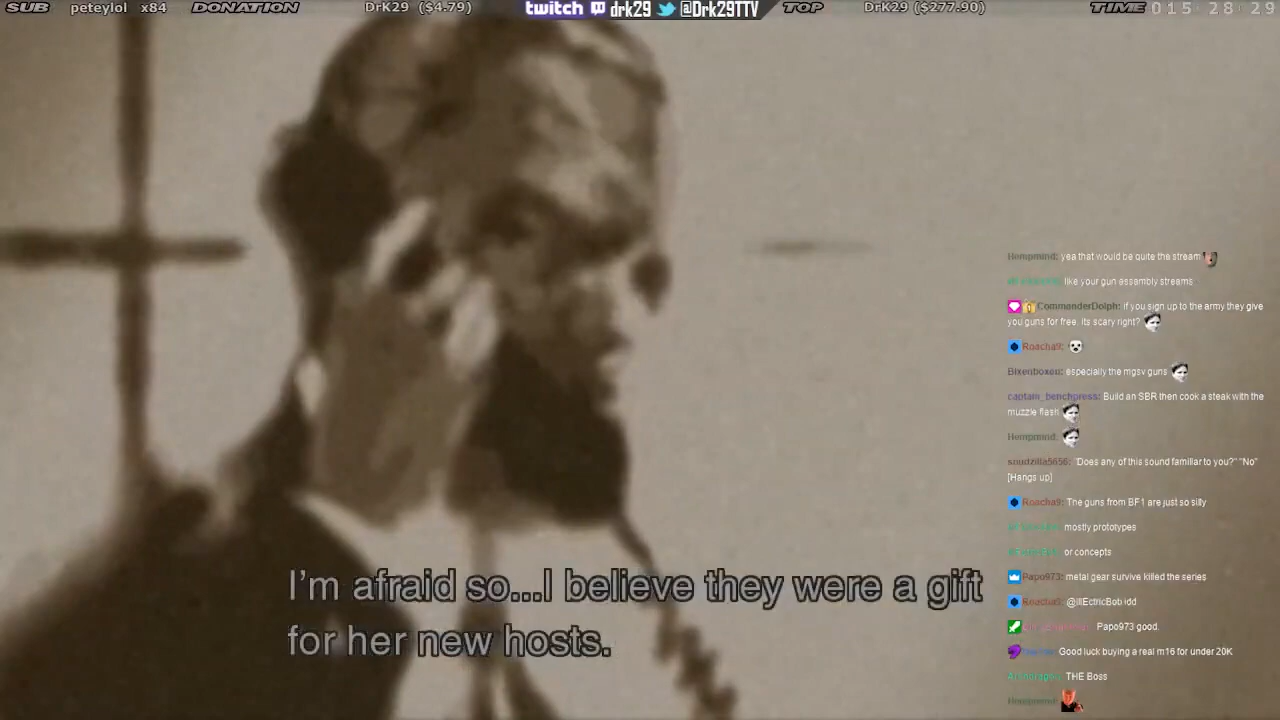 SUB peteylol x84 DONATION DrK29 ($4.79) twitch drk29 @Drk29TTV TOP DrK29 ($277.90) TIME 015:28:29
Hempmnd: yea that would be quite the stream
like your gun assambly streams
CommanderDolph: if you sign up to the army they give
you guns for free. its scary right?
Roacha9:
Bixenboxen: especially the mgsv guns
captain_benchpress: Build an SBR then cook a steak with the
muzzle flash
Hempmnd:
snudzilla5656: "Does any of this sound familiar to you?" "No"
[Hangs up]
Roacha9: The guns from BF1 are just so silly
mostly prototypes
or concepts
Papo973: metal gear survive killed the series
Roacha9: @IllEctricBob idd
Papo973 good.
Good luck buying a real m16 for under 20K
THE Boss
Hempmnd:
I'm afraid so...I believe they were a gift
for her new hosts.